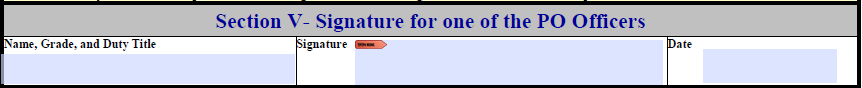 Section V- Signature for one of the PO Officers
Name, Grade, and Duty Title
Signature
Date